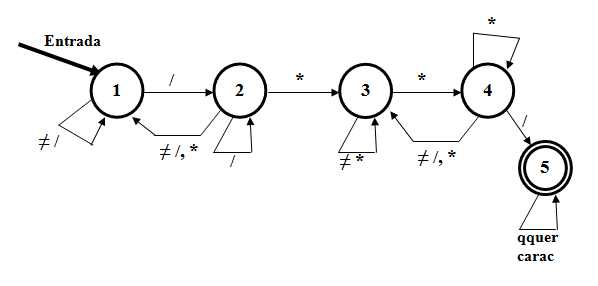 *
Entrada
/
*
*
1
2
3
4
/
≠ /
≠ /, *
/
≠ *
≠ /, *
5
qquer
carac